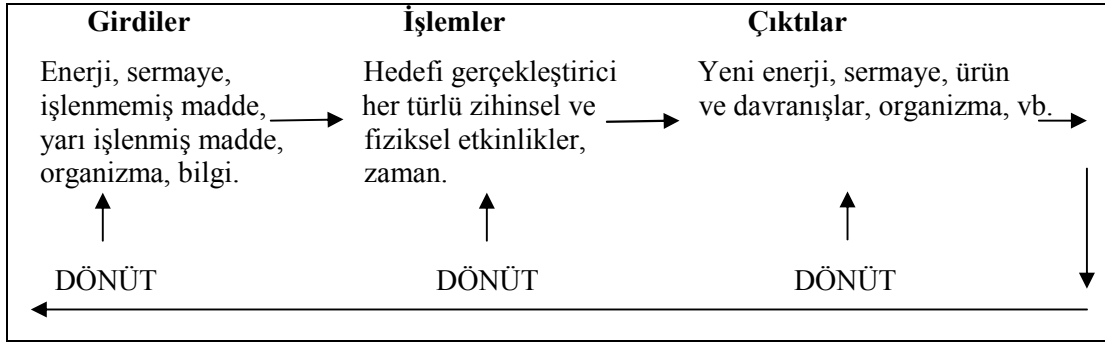 Girdiler İşlemler Çıktılar
Enerji, sermaye,
işlenmemiş madde,
yarı işlenmiş madde,
organizma, bilgi.
Hedefi gerçekleştirici
her türlü zihinsel ve
fiziksel etkinlikler,
zaman.
Yeni enerji, sermaye, ürün
ve davranışlar, organizma, vb.
DÖNÜT DÖNÜT DÖNÜT